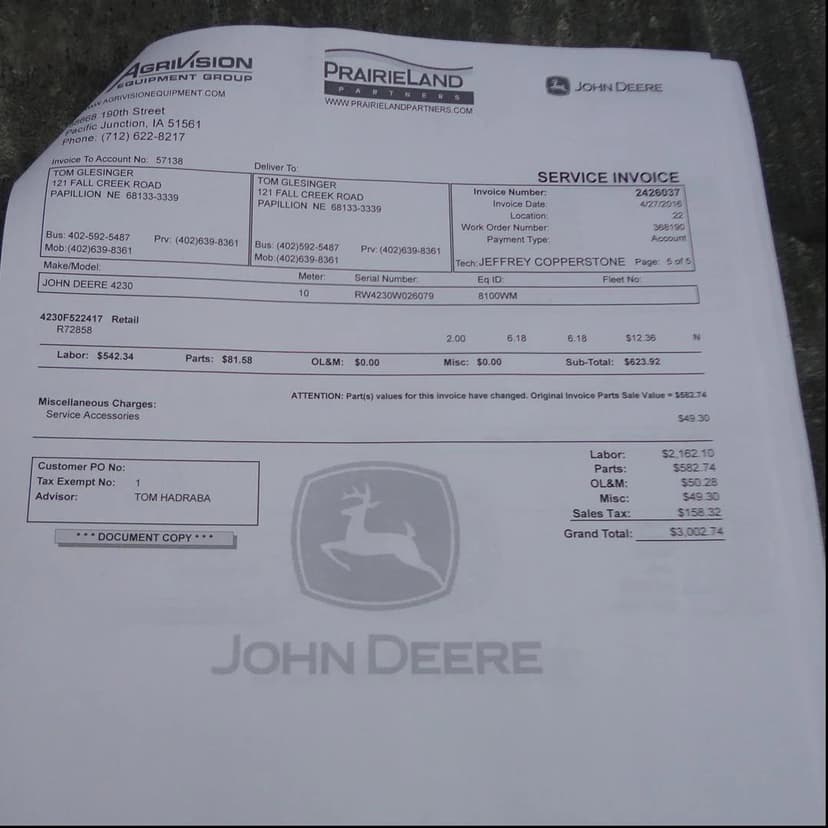 AGRIVISION
EQUIPMENT GROUP
WW.AGRIVISIONEQUIPMENT.COM
190th Street
Pacific Junction, IA 51561
Phone: (712) 622-8217
PRAIRIELAND
PARTNERS
WWW.PRAIRIELANDPARTNERS.COM
JOHN DEERE
Invoice To Account No: 57138
TOM GLESINGER
121 FALL CREEK ROAD
PAPILLION NE 68133-3339
Bus: 402-592-5487 Prv: (402)639-8361
Mob:(402)639-8361
Deliver To:
TOM GLESINGER
121 FALL CREEK ROAD
PAPILLION NE 68133-3339
Bus: (402)592-5487 Prv: (402)639-8361
Mob:(402)639-8361
SERVICE INVOICE
Invoice Number: 2426037
Invoice Date: 4/27/2016
Location: 22
Work Order Number: 368190
Payment Type: Account
Tech: JEFFREY COPPERSTONE Page: 5 of 5
Make/Model: Meter: Serial Number: Eq ID: Fleet No:
JOHN DEERE 4230 10 RW4230W026079 8100WM
4230F522417 Retail
R72858 2.00 6.18 6.18 $12.36 N
Labor: $542.34 Parts: $81.58 OL&M: $0.00 Misc: $0.00 Sub-Total: $623.92
ATTENTION: Part(s) values for this invoice have changed. Original Invoice Parts Sale Value = $582.74
Miscellaneous Charges:
Service Accessories $49.30
Customer PO No:
Tax Exempt No: 1
Advisor: TOM HADRABA
*** DOCUMENT COPY ***
Labor: $2,162.10
Parts: $582.74
OL&M: $50.28
Misc: $49.30
Sales Tax: $158.32
Grand Total: $3,002.74
JOHN DEERE